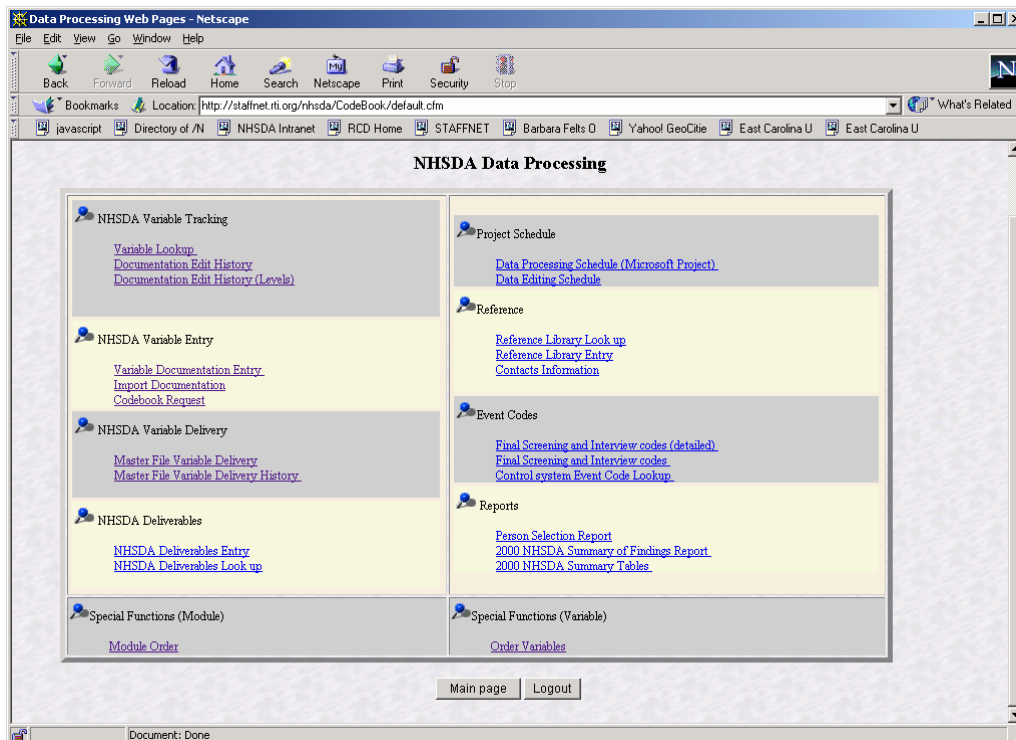 Data Processing Web Pages - Netscape
File Edit View Go Window Help
Back Forward Reload Home Search Netscape Print Security Stop
Bookmarks Location: http://staffnet.rti.org/nhsda/CodeBook/default.cfm What's Related
javascript Directory of /N NHSDA Intranet RCD Home STAFFNET Barbara Felts O Yahoo! GeoCitie East Carolina U East Carolina U
NHSDA Data Processing
NHSDA Variable Tracking
Variable Lookup
Documentation Edit History
Documentation Edit History (Levels)
NHSDA Variable Entry
Variable Documentation Entry
Import Documentation
Codebook Request
NHSDA Variable Delivery
Master File Variable Delivery
Master File Variable Delivery History
NHSDA Deliverables
NHSDA Deliverables Entry
NHSDA Deliverables Look up
Project Schedule
Data Processing Schedule (Microsoft Project)
Data Editing Schedule
Reference
Reference Library Look up
Reference Library Entry
Contacts Information
Event Codes
Final Screening and Interview codes (detailed)
Final Screening and Interview codes
Control system Event Code Lookup
Reports
Person Selection Report
2000 NHSDA Summary of Findings Report
2000 NHSDA Summary Tables
Special Functions (Module)
Module Order
Special Functions (Variable)
Order Variables
Main page Logout
Document: Done